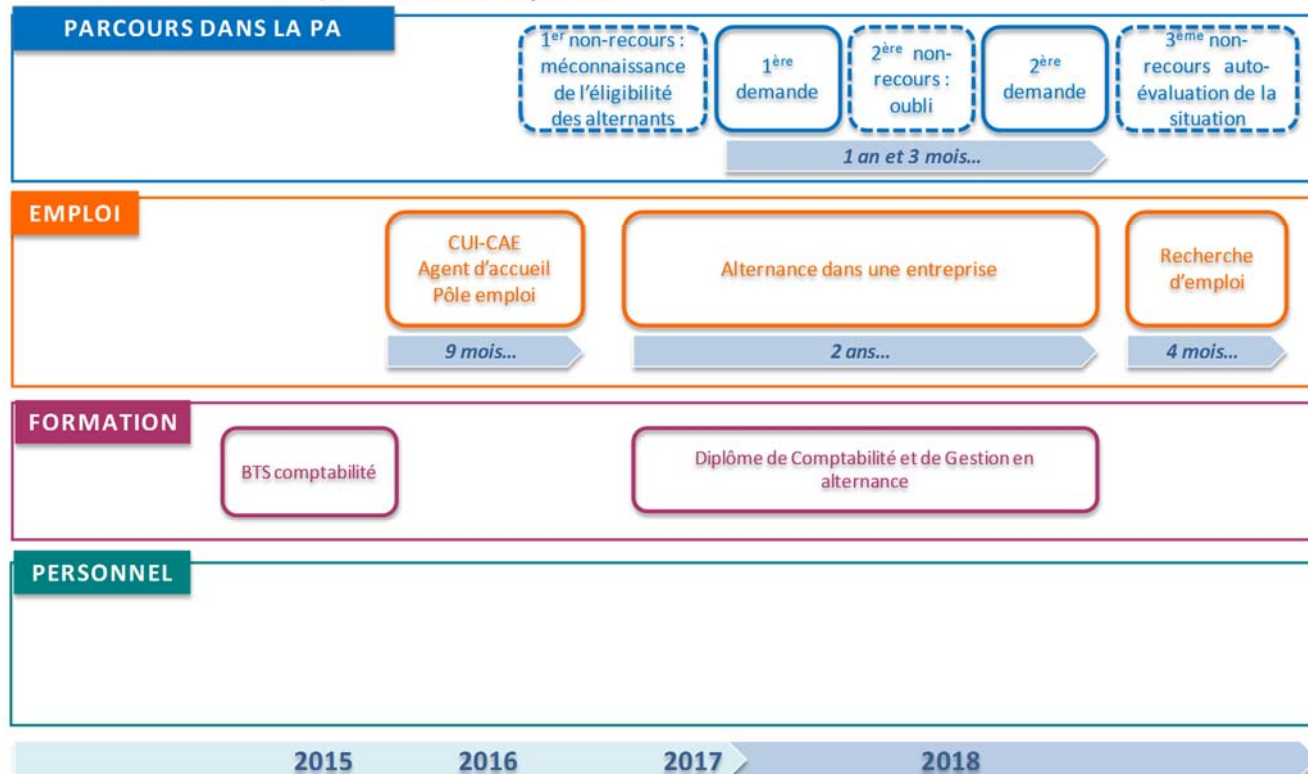 PARCOURS DANS LA PA
1er non-recours :
méconnaissance
de l'éligibilité
des alternants
1ère
demande
2ère non-
recours :
oubli
2ère
demande
3ème non-
recours auto-
évaluation de la
situation
1 an et 3 mois...
EMPLOI
CUI-CAE
Agent d'accueil
Pôle emploi
Alternance dans une entreprise
Recherche
d'emploi
9 mois...
2 ans...
4 mois...
FORMATION
BTS comptabilité
Diplôme de Comptabilité et de Gestion en
alternance
PERSONNEL
2015 2016 2017 2018